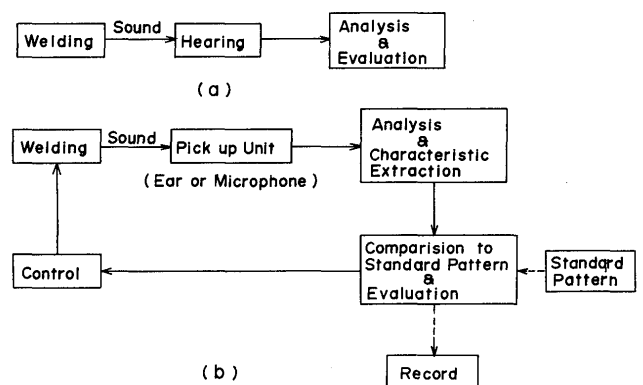 Welding
Sound
Hearing
Analysis
&
Evaluation
(a)
Welding
Sound
Pick up Unit
(Ear or Microphone)
Analysis
&
Characteristic
Extraction
Control
Comparision to
Standard Pattern
&
Evaluation
Standard
Pattern
Record
(b)